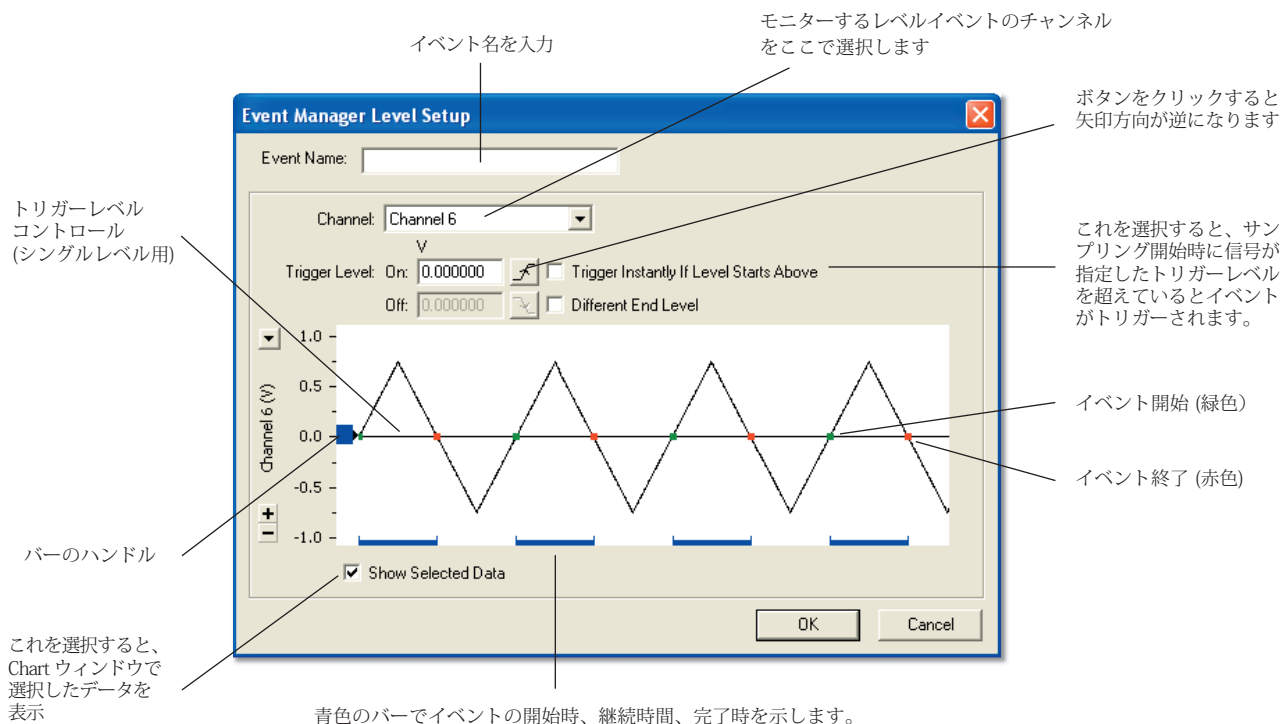 モニターするレベルイベントのチャンネル
をここで選択します
イベント名を入力
ボタンをクリックすると
矢印方向が逆になります
Event Manager Level Setup
Event Name:
トリガーレベル
コントロール
(シングルレベル用)
Channel: Channel 6
V
Trigger Level: On: 0.000000 Trigger Instantly If Level Starts Above
Off: 0.000000 Different End Level
これを選択すると、サン
プリング開始時に信号が
指定したトリガーレベル
を超えているとイベント
がトリガーされます。
1.0
0.5
0.0
-0.5
-1.0
Channel 6 (V)
+
−
イベント開始 (緑色）
イベント終了 (赤色)
バーのハンドル
Show Selected Data
OK Cancel
これを選択すると、
Chart ウィンドウで
選択したデータを
表示
青色のバーでイベントの開始時、継続時間、完了時を示します。